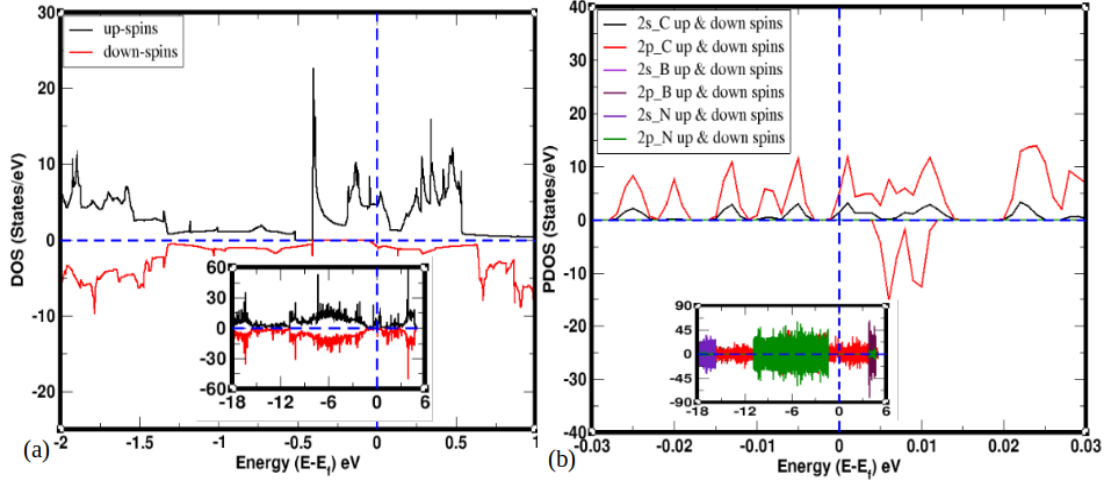 30
20
10
0
-10
-20
DOS (States/eV)
up-spins
down-spins
60
30
0
-30
-60
-18 -12 -6 0 6
-2 -1.5 -1 -0.5 0 0.5 1
(a)
Energy (E-Ef) eV
40
30
20
10
0
-10
-20
-30
-40
PDOS (States/eV)
2s_C up & down spins
2p_C up & down spins
2s_B up & down spins
2p_B up & down spins
2s_N up & down spins
2p_N up & down spins
90
45
0
-45
-90
-18 -12 -6 0 6
-0.03 -0.02 -0.01 0 0.01 0.02 0.03
(b)
Energy (E-Ef) eV